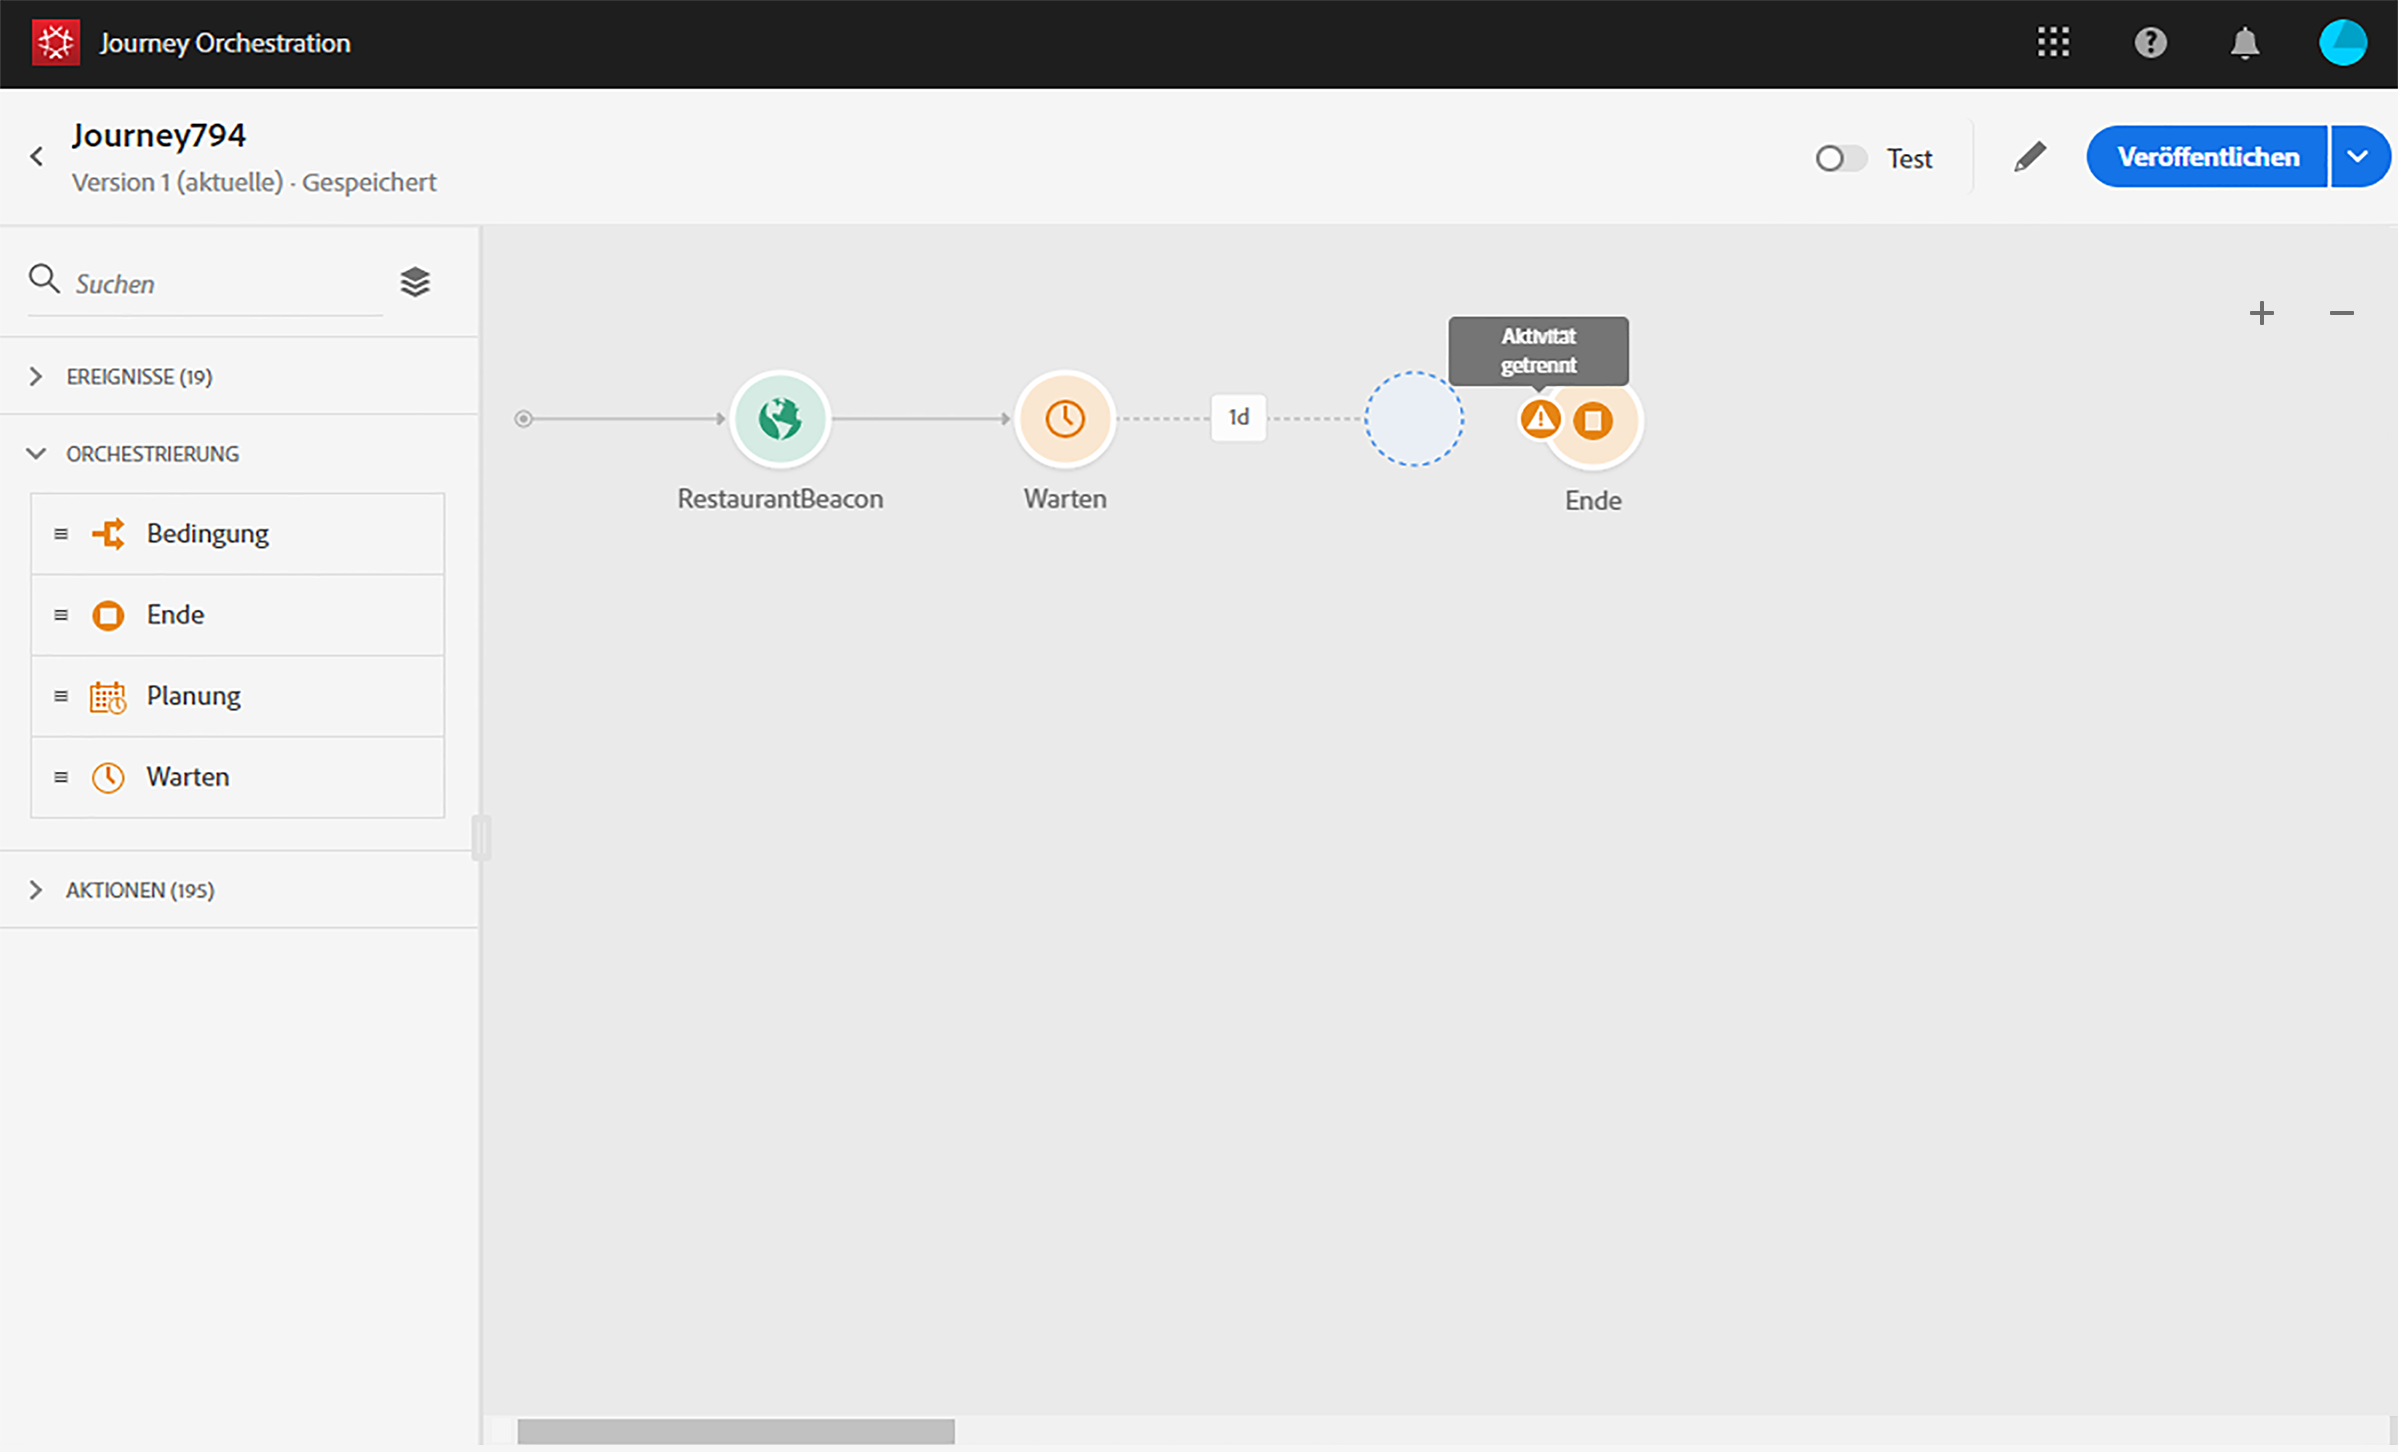 Journey Orchestration
Journey794
Version 1 (aktuelle) · Gespeichert
Test
Veröffentlichen
Suchen
EREIGNISSE (19)
ORCHESTRIERUNG
Bedingung
Ende
Planung
Warten
AKTIONEN (195)
Aktivität
getrennt
1d
RestaurantBeacon
Warten
Ende